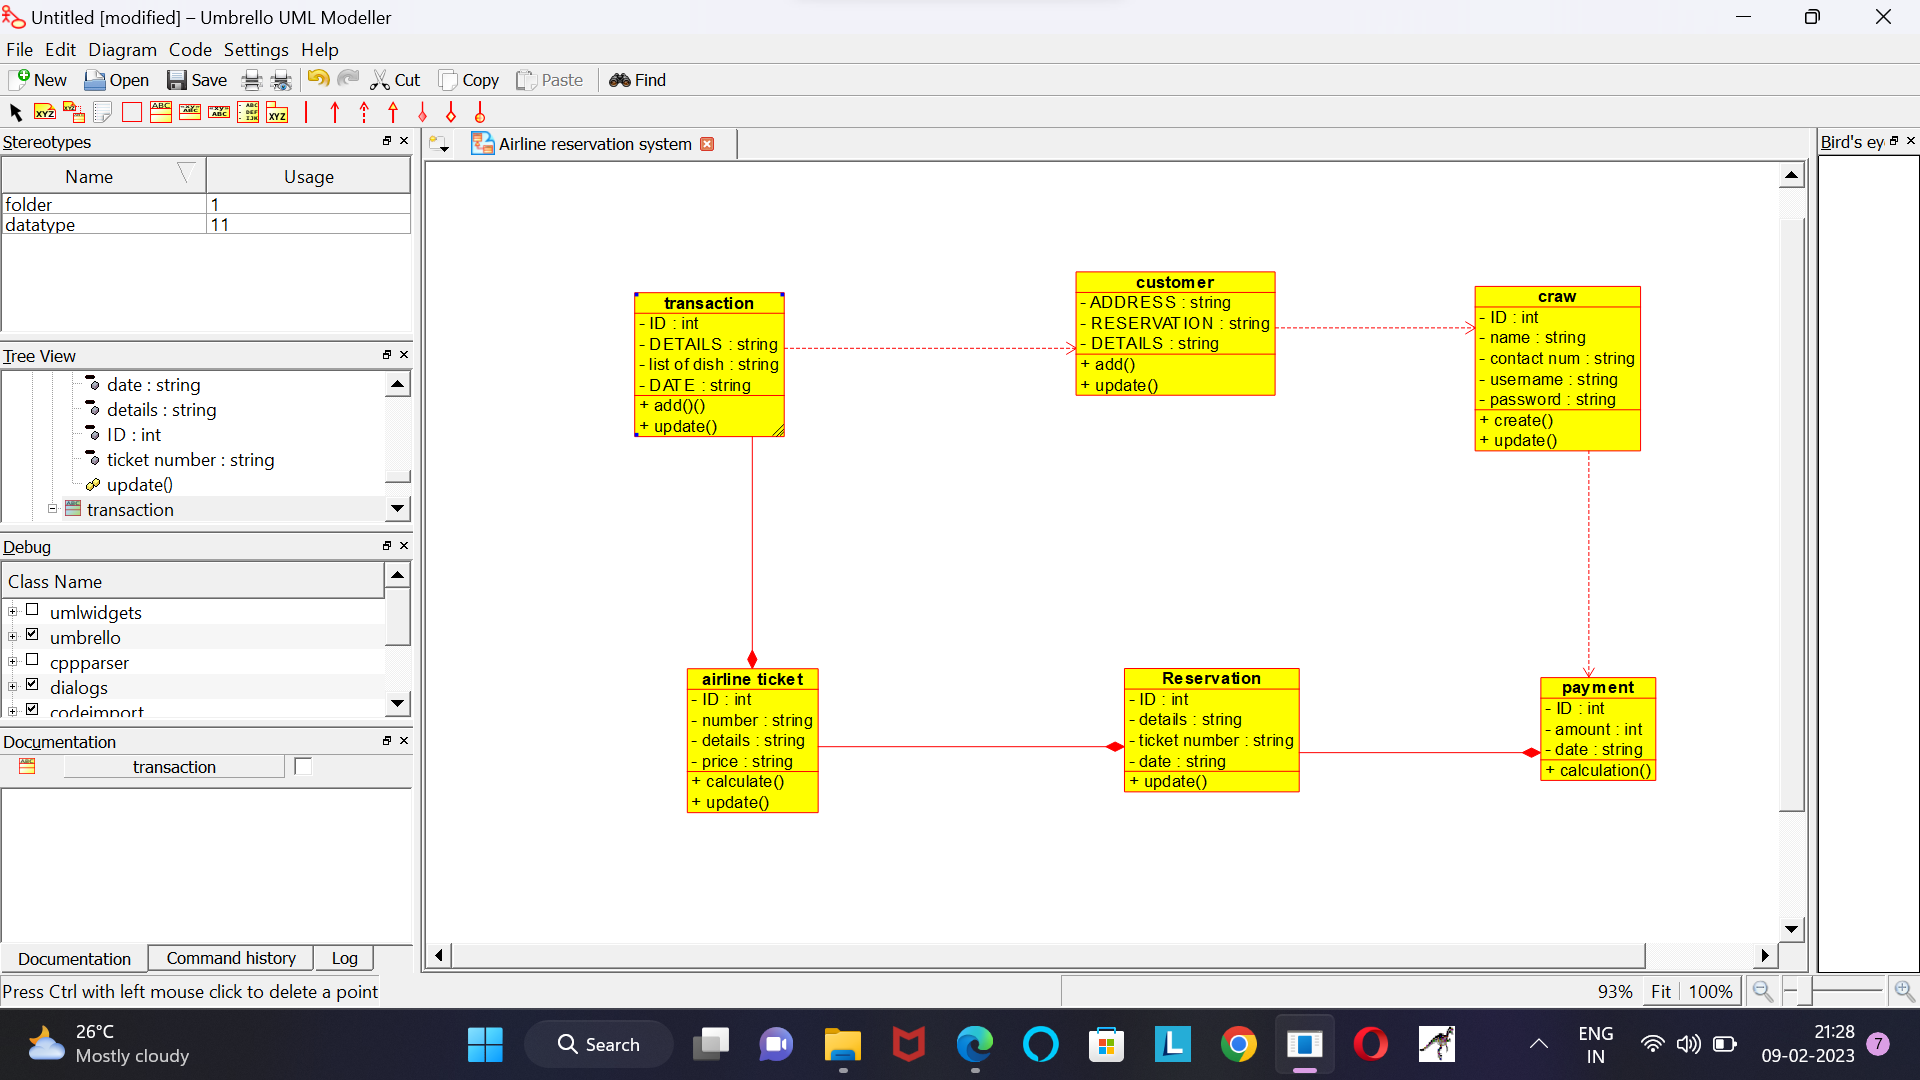 Untitled [modified] – Umbrello UML Modeller
File Edit Diagram Code Settings Help
New Open Save Cut Copy Paste Find
Stereotypes
Name Usage
folder 1
datatype 11
Tree View
date : string
details : string
ID : int
ticket number : string
update()
transaction
Debug
Class Name
umlwidgets
umbrello
cppparser
dialogs
codeimport
Documentation
transaction
Documentation Command history Log
Press Ctrl with left mouse click to delete a point
Airline reservation system
Bird's ey
transaction
- ID : int
- DETAILS : string
- list of dish : string
- DATE : string
+ add()()
+ update()
customer
- ADDRESS : string
- RESERVATION : string
- DETAILS : string
+ add()
+ update()
craw
- ID : int
- name : string
- contact num : string
- username : string
- password : string
+ create()
+ update()
airline ticket
- ID : int
- number : string
- details : string
- price : string
+ calculate()
+ update()
Reservation
- ID : int
- details : string
- ticket number : string
- date : string
+ update()
payment
- ID : int
- amount : int
- date : string
+ calculation()
93% Fit 100%
26°C
Mostly cloudy
Search
ENG
IN
21:28
09-02-2023
7